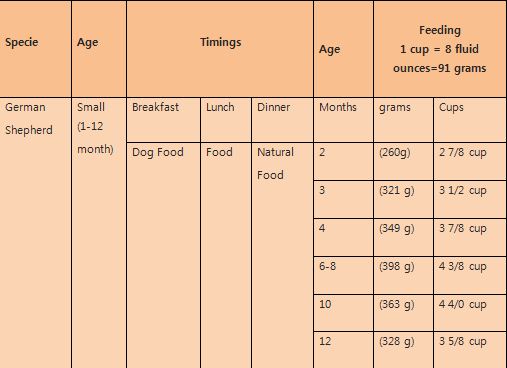 Specie Age Timings Age Feeding
1 cup = 8 fluid
ounces=91 grams
German Small Breakfast Lunch Dinner Months grams Cups
Shepherd (1-12
month) Dog Food Food Natural 2 (260g) 2 7/8 cup
Food
3 (321 g) 3 1/2 cup
4 (349 g) 3 7/8 cup
6-8 (398 g) 4 3/8 cup
10 (363 g) 4 4/0 cup
12 (328 g) 3 5/8 cup